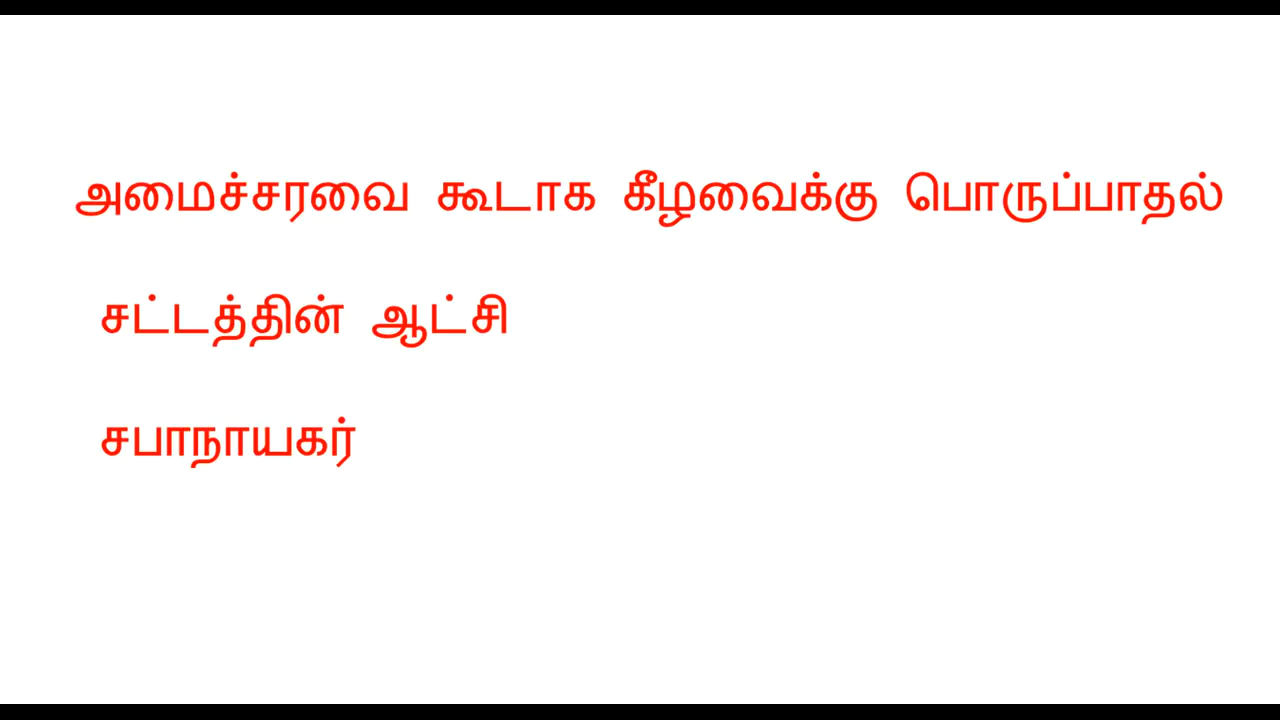 அமைச்சரவை கூடாக கீழவைக்கு பொருப்பாதல்
சட்டத்தின் ஆட்சி
சபாநாயகர்